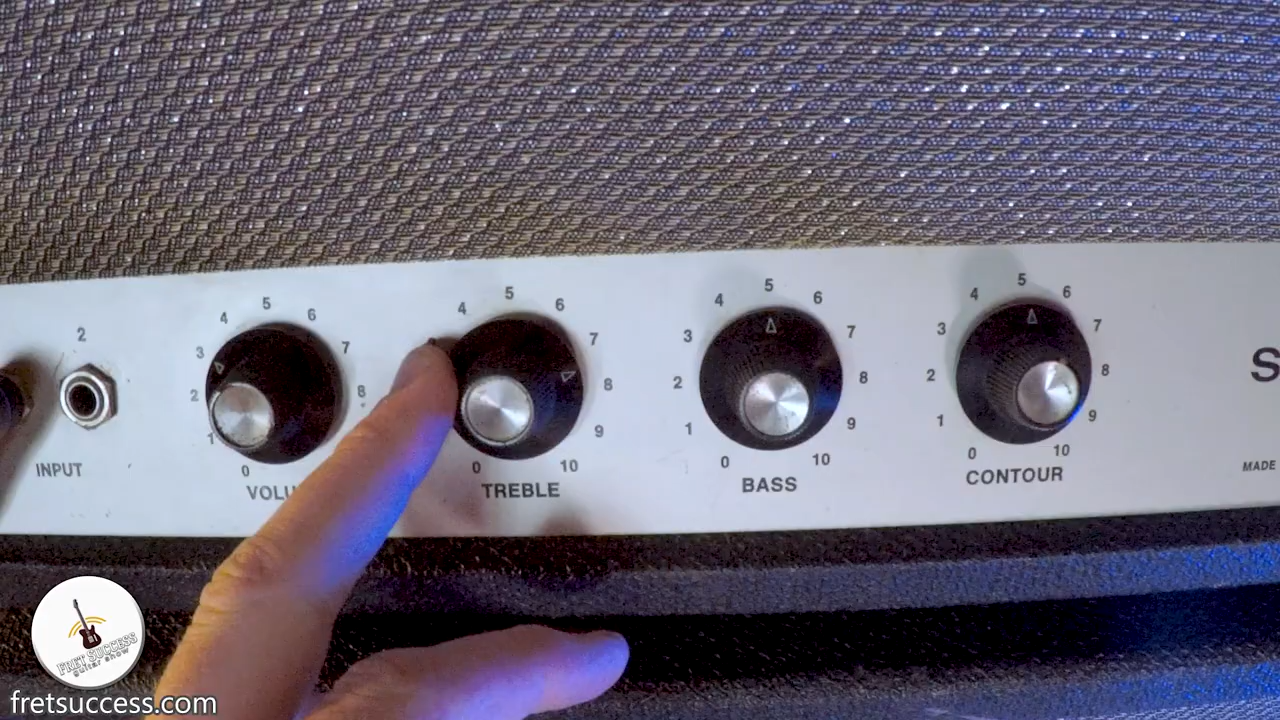 2
INPUT
0 1 2 3 4 5 6 7 8
VOLU
0 4 5 6 7 8 9 10
TREBLE
0 1 2 3 4 5 6 7 8 9 10
BASS
0 1 2 3 4 5 6 7 8 9 10
CONTOUR
S
MADE
FRET SUCCESS
guitar show
fretsuccess.com